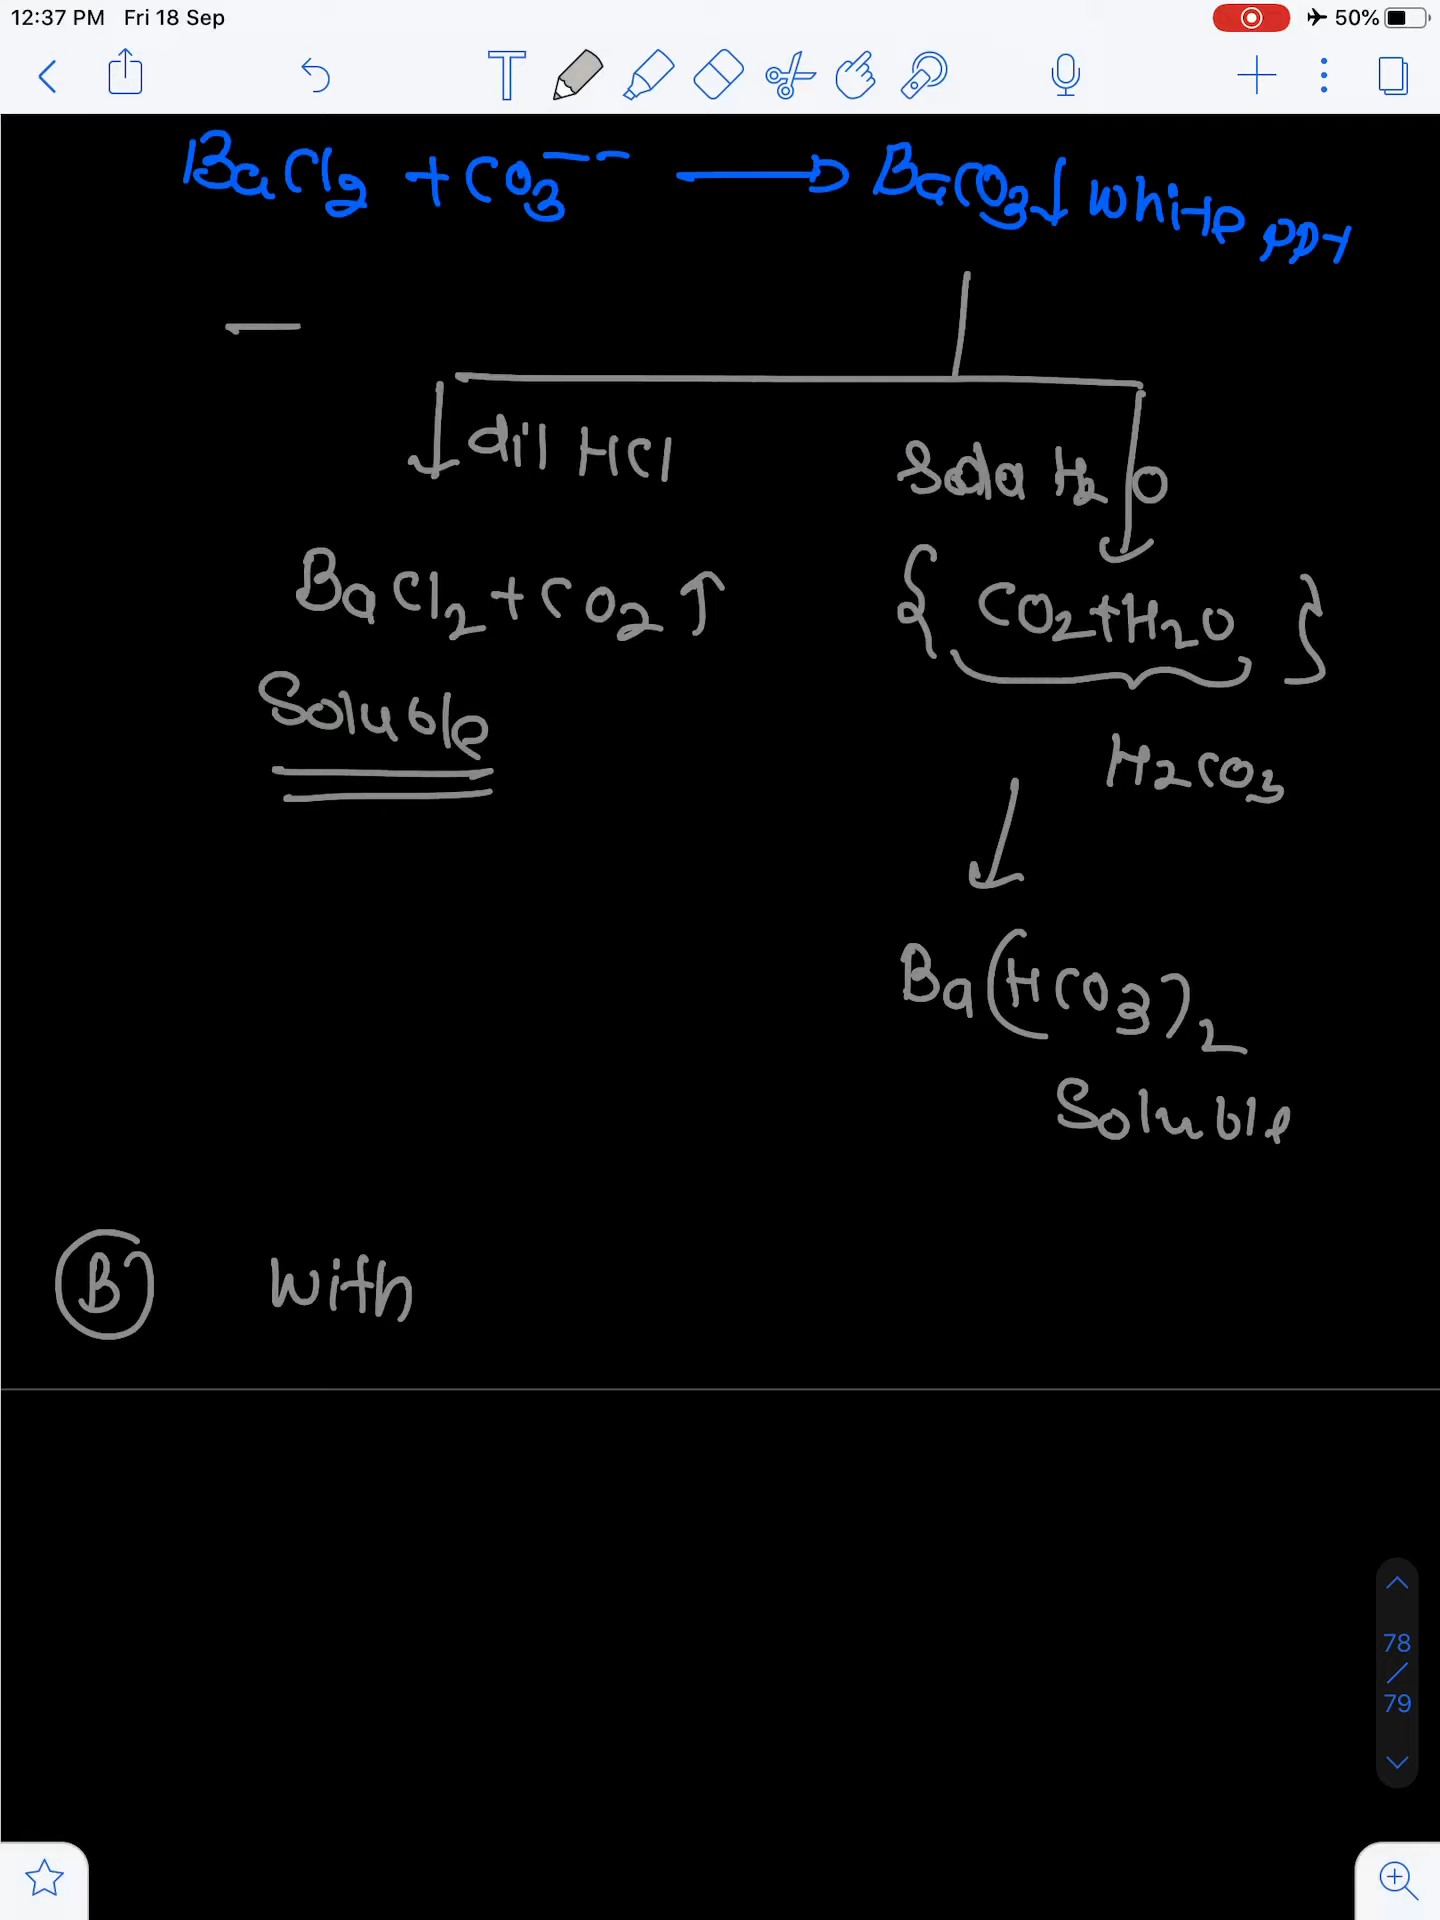 12:37 PM Fri 18 Sep 50%
BaCl2 + CO3-- → BaCO3↓ white ppt
dil HCl
Soda H2O
BaCl2 + CO2 ↑
{ CO2+H2O }
Soluble
H2CO3
Ba(HCO3)2
Soluble
B With
78
/
79